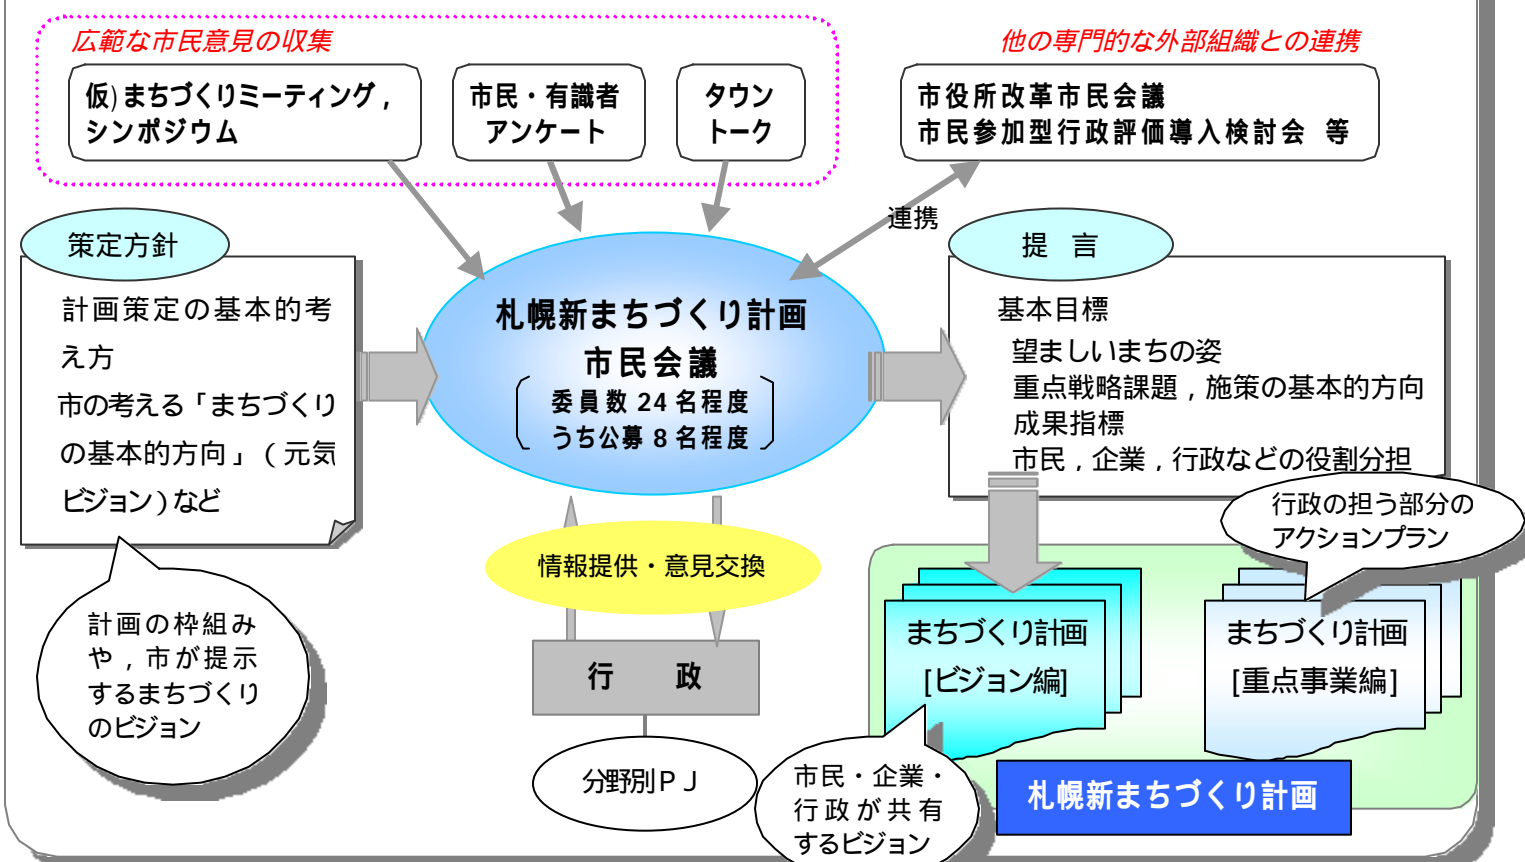 広範な市民意見の収集
他の専門的な外部組織との連携
仮)まちづくりミーティング，
シンポジウム
市民・有識者
アンケート
タウン
トーク
市役所改革市民会議
市民参加型行政評価導入検討会 等
連携
策定方針
計画策定の基本的考
え方
市の考える「まちづくり
の基本的方向」（元気
ビジョン）など
札幌新まちづくり計画
市民会議
委員数 24 名程度
うち公募 8 名程度
提 言
基本目標
望ましいまちの姿
重点戦略課題，施策の基本的方向
成果指標
市民，企業，行政などの役割分担
行政の担う部分の
アクションプラン
情報提供・意見交換
計画の枠組み
や，市が提示
するまちづくり
のビジョン
行 政
分野別ＰＪ
まちづくり計画
[ビジョン編]
まちづくり計画
[重点事業編]
市民・企業・
行政が共有
するビジョン
札幌新まちづくり計画